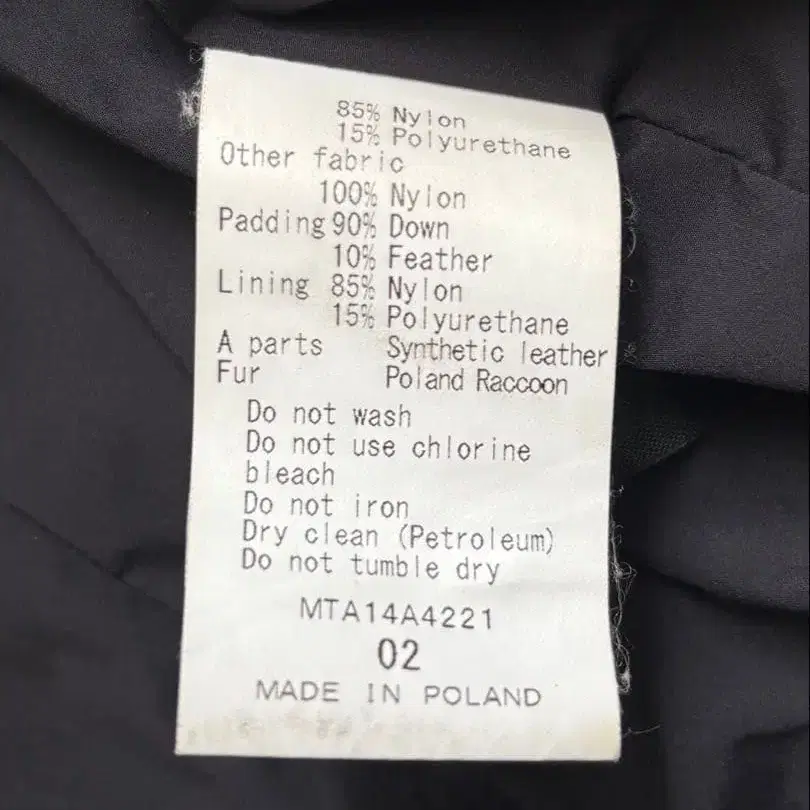 85% Nylon
15% Polyurethane
Other fabric
100% Nylon
Padding 90% Down
10% Feather
Lining 85% Nylon
15% Polyurethane
A parts Synthetic leather
Fur Poland Raccoon
Do not wash
Do not use chlorine
bleach
Do not iron
Dry clean (Petroleum)
Do not tumble dry
MTA14A4221
02
MADE IN POLAND